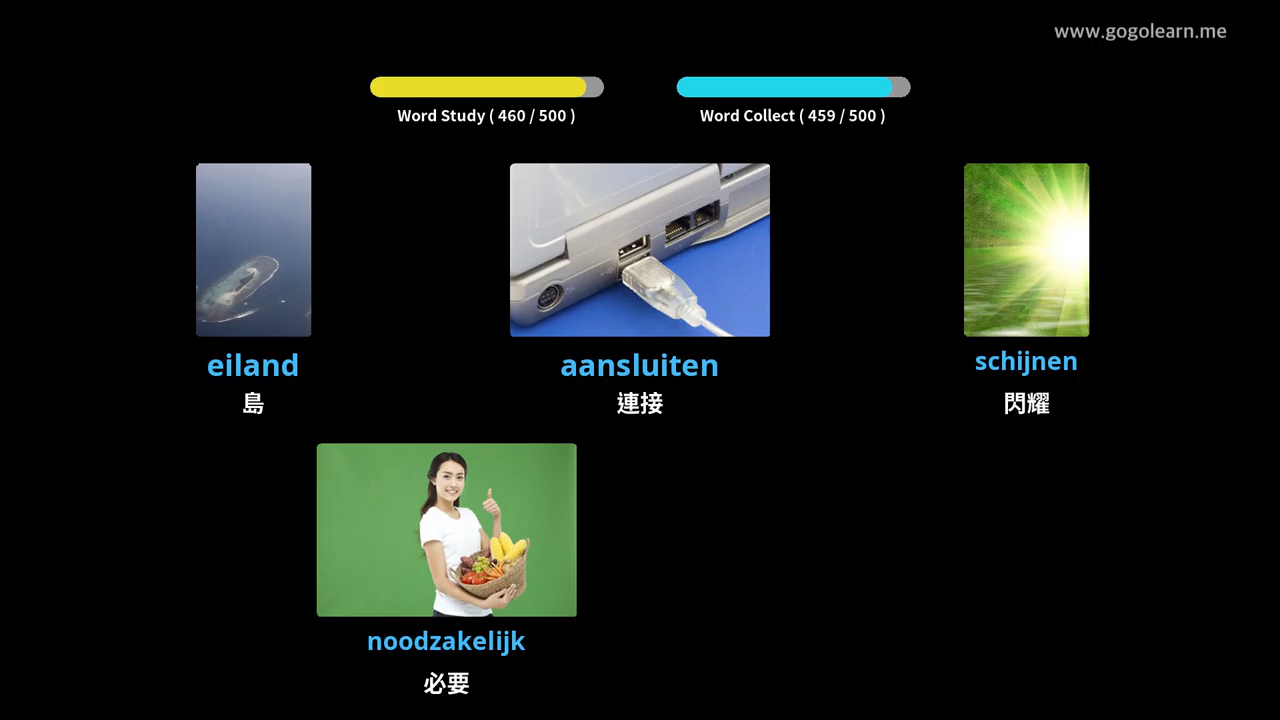 www.gogolearn.me
Word Study ( 460 / 500 )
Word Collect ( 459 / 500 )
eiland
aansluiten
schijnen
島
連接
閃耀
noodzakelijk
必要